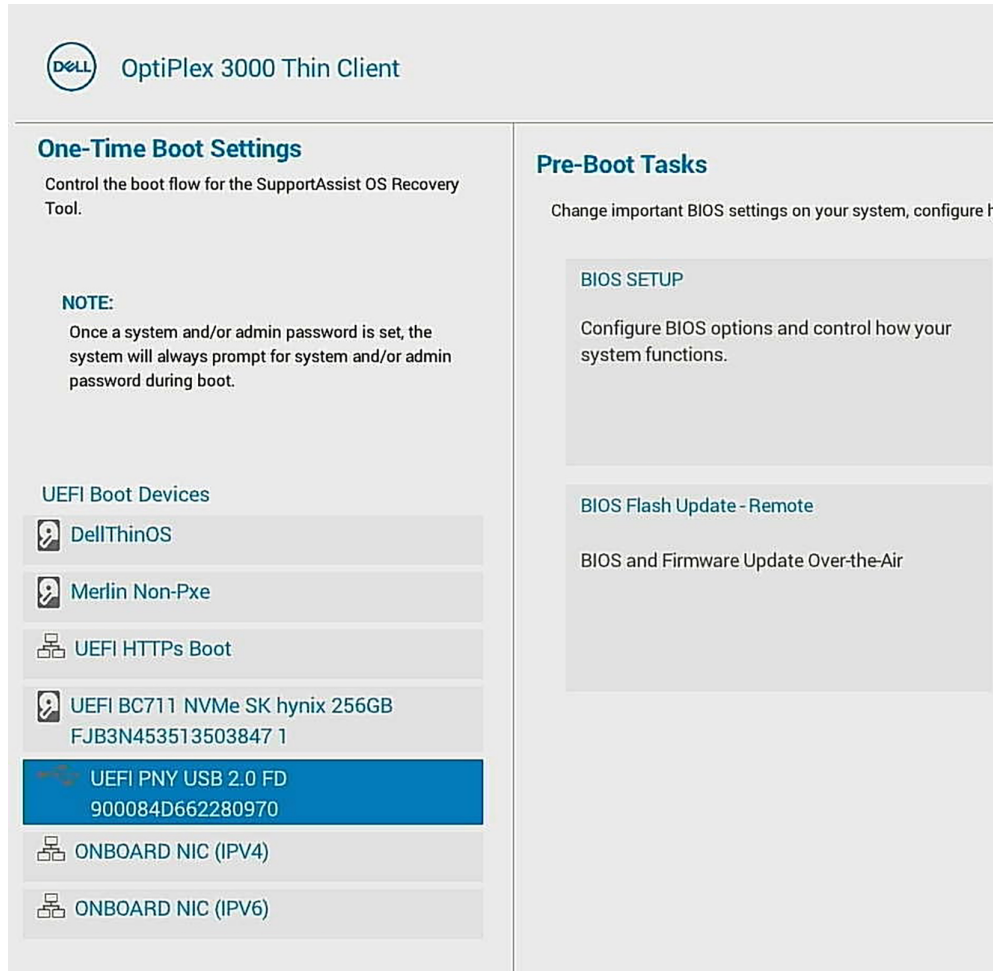 DELL
OptiPlex 3000 Thin Client
One-Time Boot Settings
Control the boot flow for the SupportAssist OS Recovery
Tool.
NOTE:
Once a system and/or admin password is set, the
system will always prompt for system and/or admin
password during boot.
UEFI Boot Devices
DellThinOS
Merlin Non-Pxe
UEFI HTTPs Boot
UEFI BC711 NVMe SK hynix 256GB
FJB3N453513503847 1
UEFI PNY USB 2.0 FD
900084D662280970
ONBOARD NIC (IPV4)
ONBOARD NIC (IPV6)
Pre-Boot Tasks
Change important BIOS settings on your system, configure h
BIOS SETUP
Configure BIOS options and control how your
system functions.
BIOS Flash Update - Remote
BIOS and Firmware Update Over-the-Air